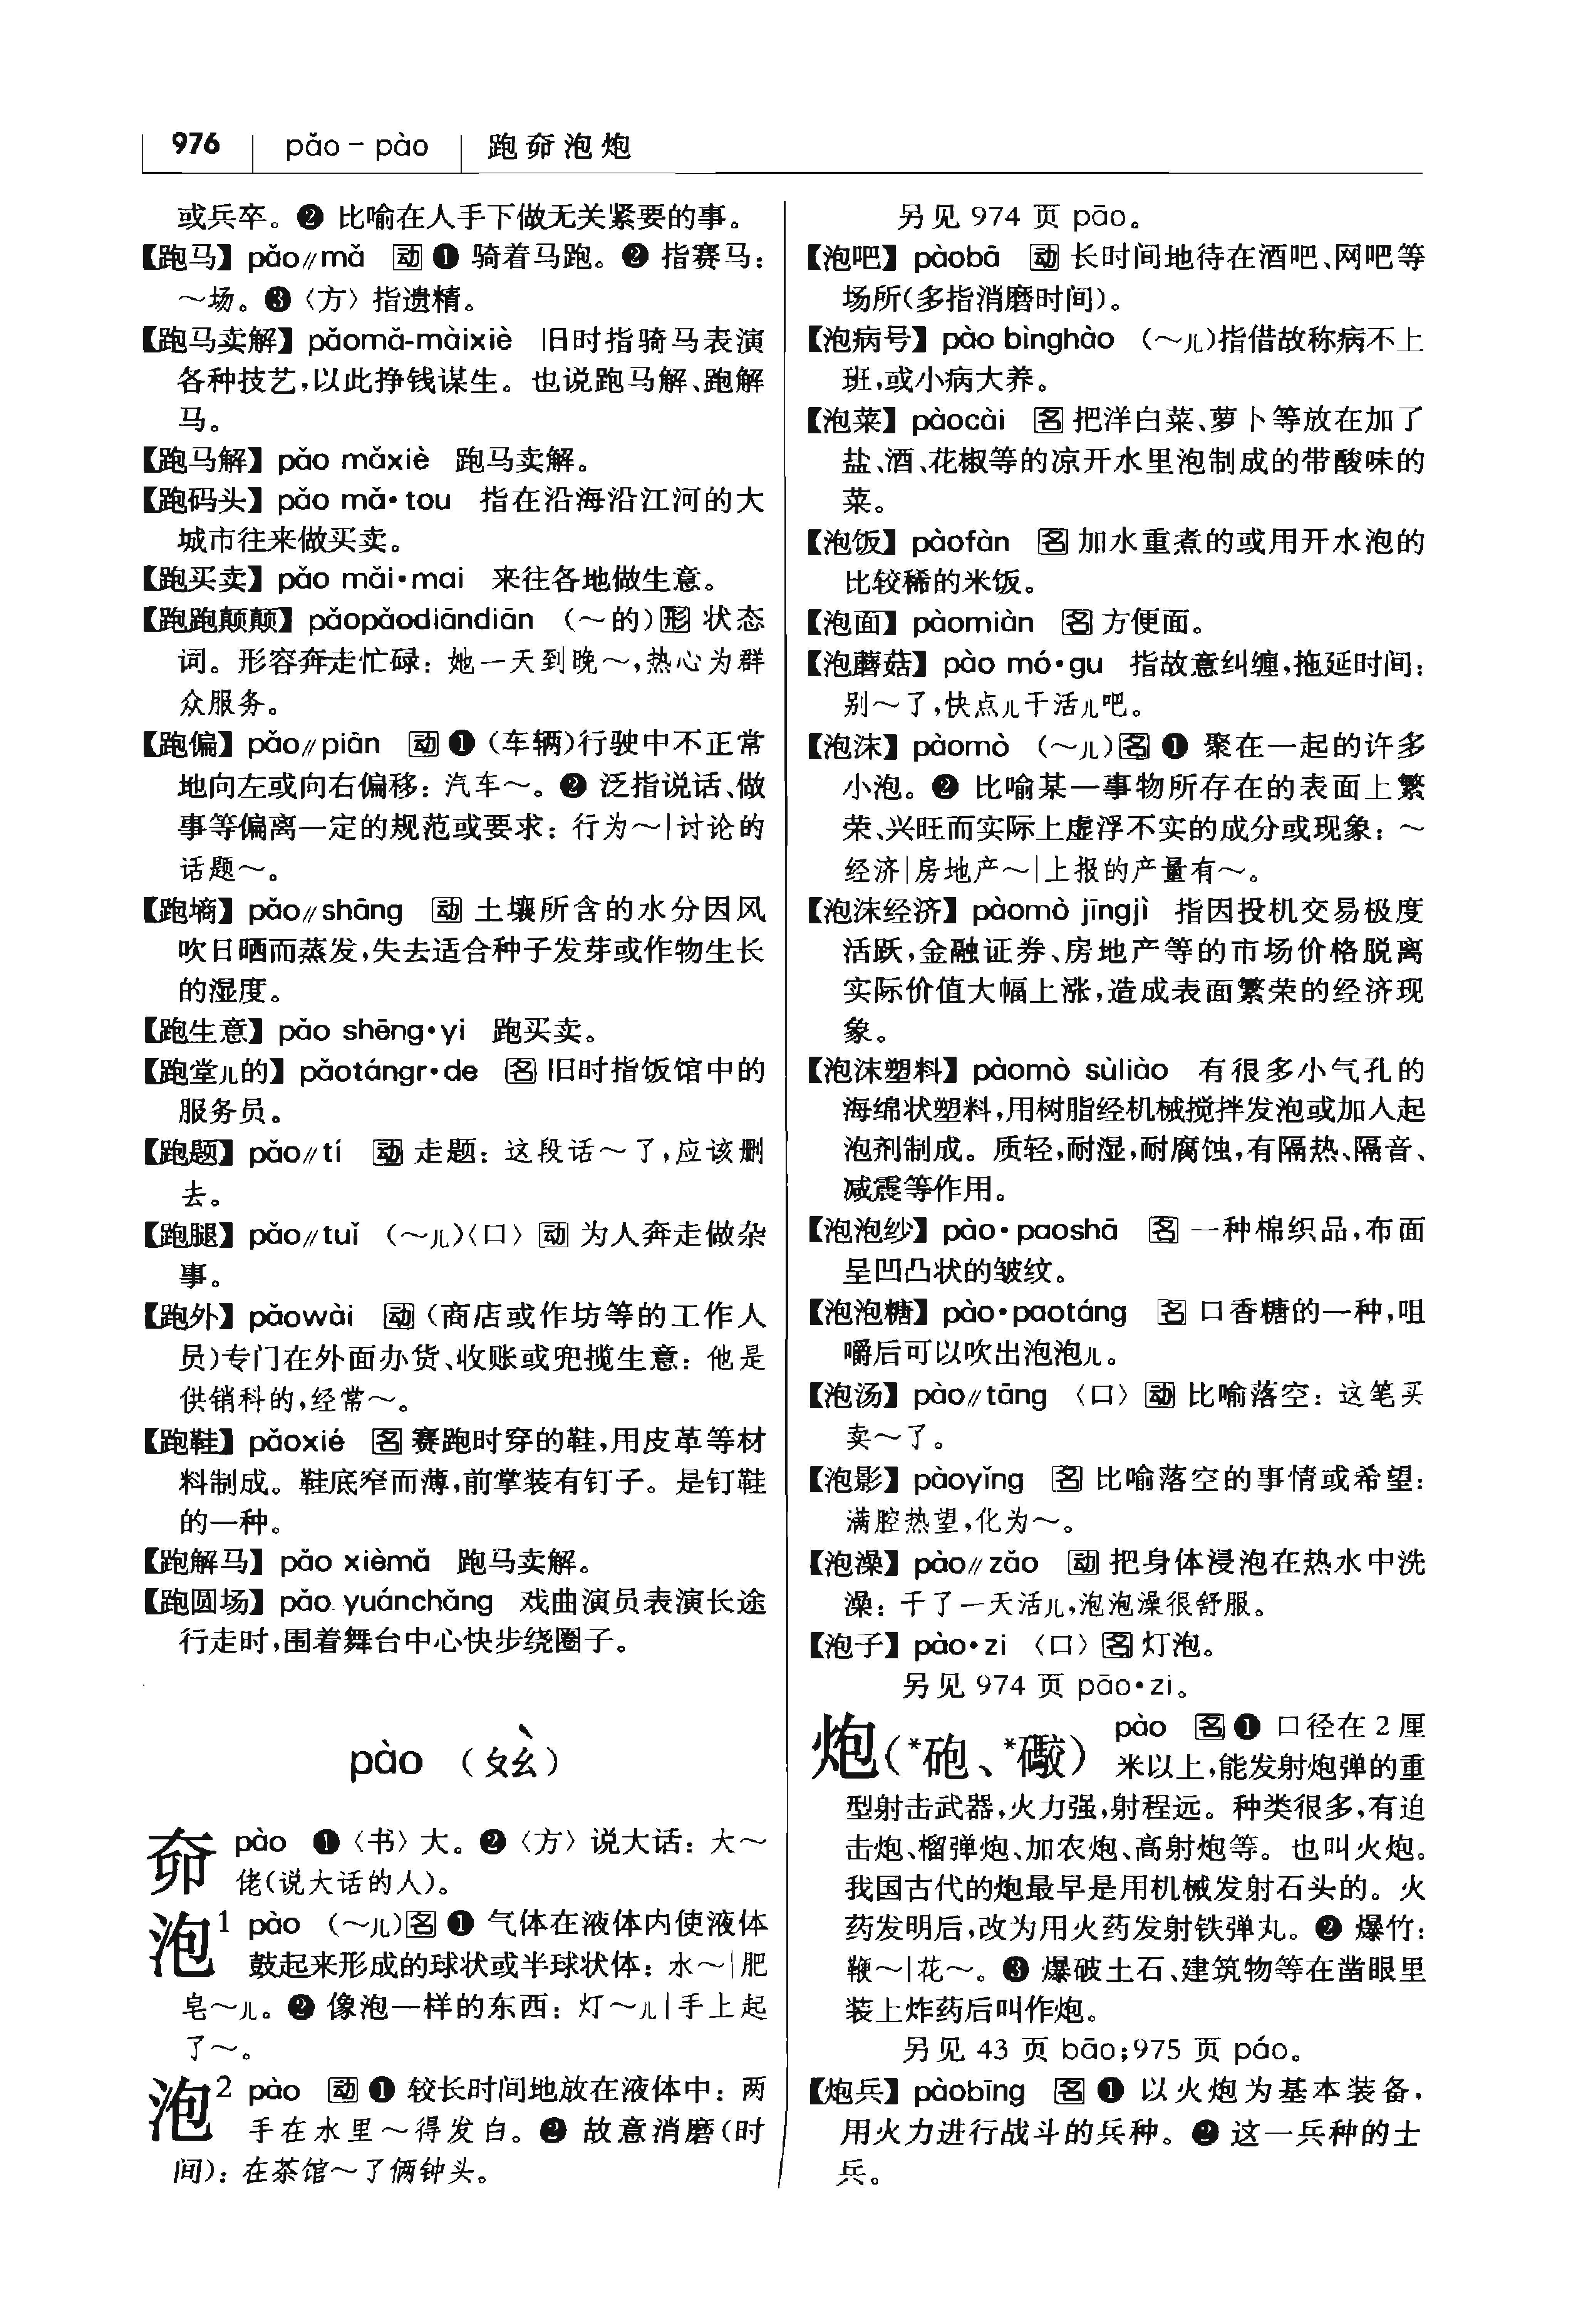 976 pǎo – pào 跑奅泡炮
或兵卒。❷ 比喻在人手下做无关紧要的事。
【跑马】pǎo∥mǎ 动 ❶ 骑着马跑。❷ 指赛马：
～场。❸〈方〉指遗精。
【跑马卖解】pǎomǎ-màixiè 旧时指骑马表演
各种技艺，以此挣钱谋生。也说跑马解、跑解
马。
【跑马解】pǎo mǎxiè 跑马卖解。
【跑码头】pǎo mǎ•tou 指在沿海沿江河的大
城市往来做买卖。
【跑买卖】pǎo mǎi•mai 来往各地做生意。
【跑跑颠颠】pǎopǎodiāndiān （～的）形 状态
词。形容奔走忙碌：她一天到晚～，热心为群
众服务。
【跑偏】pǎo∥piān 动 ❶（车辆）行驶中不正常
地向左或向右偏移：汽车～。❷ 泛指说话、做
事等偏离一定的规范或要求：行为～|讨论的
话题～。
【跑墒】pǎo∥shāng 动 土壤所含的水分因风
吹日晒而蒸发，失去适合种子发芽或作物生长
的湿度。
【跑生意】pǎo shēng•yi 跑买卖。
【跑堂儿的】pǎotángr•de 名 旧时指饭馆中的
服务员。
【跑题】pǎo∥tí 动 走题：这段话～了，应该删
去。
【跑腿】pǎo∥tuǐ （～儿）〈口〉动 为人奔走做杂
事。
【跑外】pǎowài 动（商店或作坊等的工作人
员）专门在外面办货、收账或兜揽生意：他是
供销科的，经常～。
【跑鞋】pǎoxié 名 赛跑时穿的鞋，用皮革等材
料制成。鞋底窄而薄，前掌装有钉子。是钉鞋
的一种。
【跑解马】pǎo xièmǎ 跑马卖解。
【跑圆场】pǎo yuánchǎng 戏曲演员表演长途
行走时，围着舞台中心快步绕圈子。
pào （ㄆㄠˋ）
奅 pào ❶〈书〉大。❷〈方〉说大话：大～
佬（说大话的人）。
泡1 pào （～儿）名 ❶ 气体在液体内使液体
鼓起来形成的球状或半球状体：水～|肥
皂～儿。❷ 像泡一样的东西：灯～儿|手上起
了～。
泡2 pào 动 ❶ 较长时间地放在液体中：两
手在水里～得发白。❷ 故意消磨（时
间）：在茶馆～了俩钟头。
另见 974 页 pāo。
【泡吧】pàobā 动 长时间地待在酒吧、网吧等
场所（多指消磨时间）。
【泡病号】pào bìnghào （～儿）指借故称病不上
班，或小病大养。
【泡菜】pàocài 名 把洋白菜、萝卜等放在加了
盐、酒、花椒等的凉开水里泡制成的带酸味的
菜。
【泡饭】pàofàn 名 加水重煮的或用开水泡的
比较稀的米饭。
【泡面】pàomiàn 名 方便面。
【泡蘑菇】pào mó•gu 指故意纠缠，拖延时间：
别～了，快点儿干活儿吧。
【泡沫】pàomò （～儿）名 ❶ 聚在一起的许多
小泡。❷ 比喻某一事物所存在的表面上繁
荣、兴旺而实际上虚浮不实的成分或现象：～
经济|房地产～|上报的产量有～。
【泡沫经济】pàomò jīngjì 指因投机交易极度
活跃，金融证券、房地产等的市场价格脱离
实际价值大幅上涨，造成表面繁荣的经济现
象。
【泡沫塑料】pàomò sùliào 有很多小气孔的
海绵状塑料，用树脂经机械搅拌发泡或加入起
泡剂制成。质轻，耐湿，耐腐蚀，有隔热、隔音、
减震等作用。
【泡泡纱】pào•paoshā 名 一种棉织品，布面
呈凹凸状的皱纹。
【泡泡糖】pào•paotáng 名 口香糖的一种，咀
嚼后可以吹出泡泡儿。
【泡汤】pào∥tāng 〈口〉动 比喻落空：这笔买
卖～了。
【泡影】pàoyǐng 名 比喻落空的事情或希望：
满腔热望，化为～。
【泡澡】pào∥zǎo 动 把身体浸泡在热水中洗
澡：干了一天活儿，泡泡澡很舒服。
【泡子】pào•zi 〈口〉名 灯泡。
另见 974 页 pāo•zi。
炮（*砲、*礮） pào 名 ❶ 口径在2厘
米以上，能发射炮弹的重
型射击武器，火力强，射程远。种类很多，有迫
击炮、榴弹炮、加农炮、高射炮等。也叫火炮。
我国古代的炮最早是用机械发射石头的。火
药发明后，改为用火药发射铁弹丸。❷ 爆竹：
鞭～|花～。❸ 爆破土石、建筑物等在凿眼里
装上炸药后叫作炮。
另见 43 页 bāo；975 页 páo。
【炮兵】pàobīng 名 ❶ 以火炮为基本装备，
用火力进行战斗的兵种。❷ 这一兵种的士
兵。